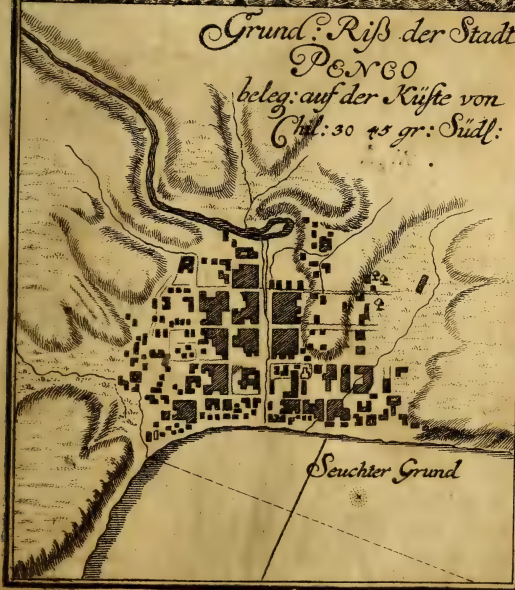 Grund: Riß der Stadt
PENCO
beleg: auf der Küste von
Chil: 30 45 gr: Südl:
Seuchter Grund